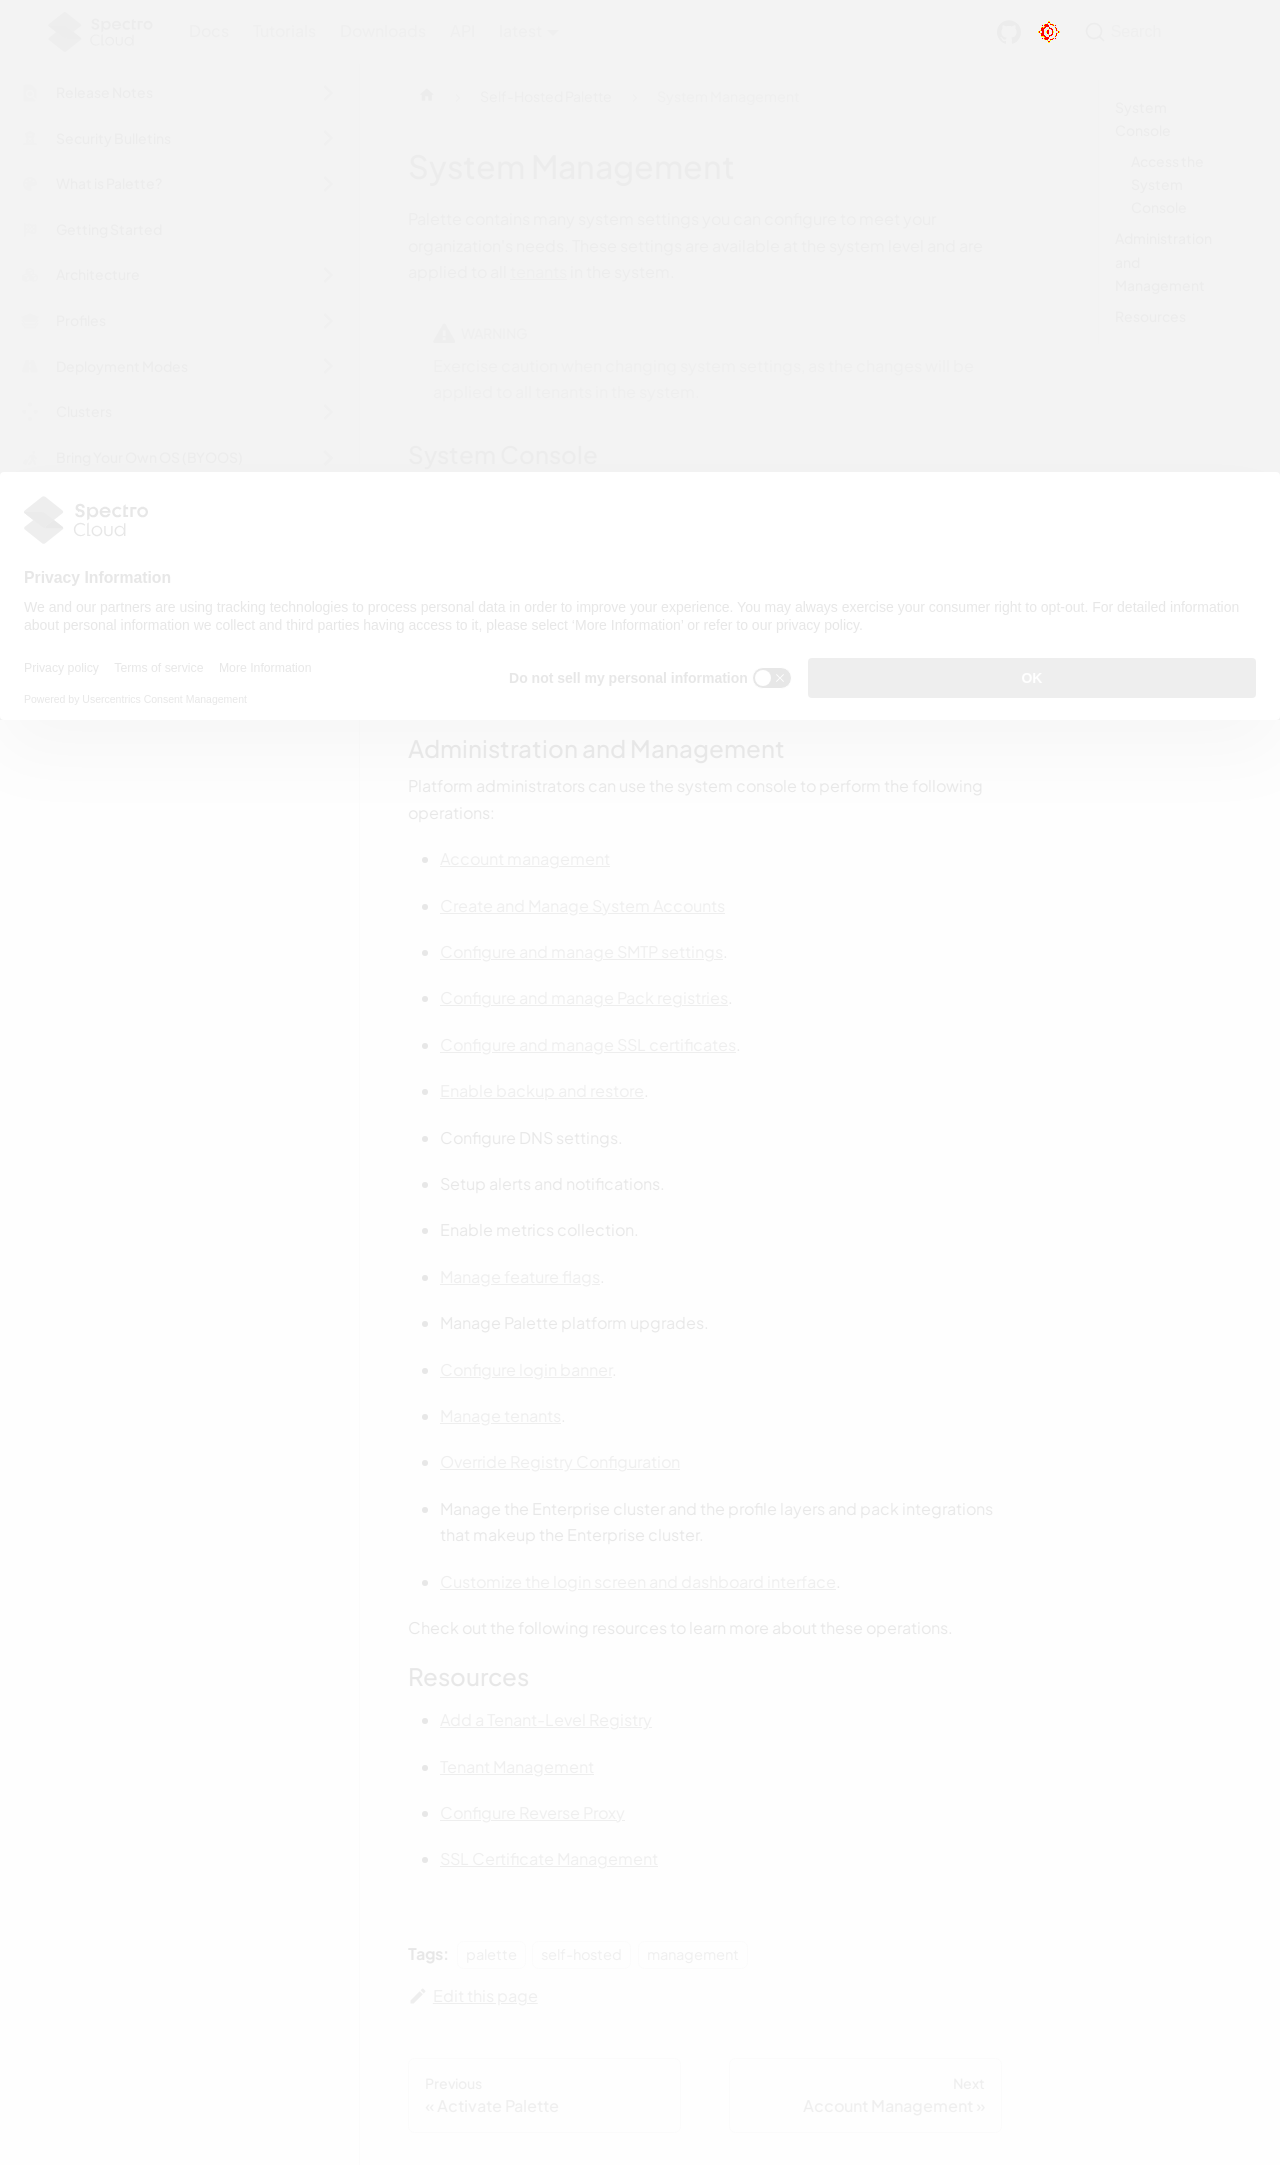 Spectro
Cloud
Docs
Tutorials
Downloads
API
latest
Search
Release Notes
Security Bulletins
What is Palette?
Getting Started
Architecture
Profiles
Deployment Modes
Clusters
Bring Your Own OS (BYOOS)
Self-Hosted Palette
System Management
System
Console
Access the
System
Console
Administration
and
Management
Resources
System Management
Palette contains many system settings you can configure to meet your
organization's needs. These settings are available at the system level and are
applied to all tenants in the system.
WARNING
Exercise caution when changing system settings, as the changes will be
applied to all tenants in the system.
System Console
Spectro
Cloud
Privacy Information
We and our partners are using tracking technologies to process personal data in order to improve your experience. You may always exercise your consumer right to opt-out. For detailed information
about personal information we collect and third parties having access to it, please select 'More Information' or refer to our privacy policy.
Privacy policy Terms of service More Information
Powered by Usercentrics Consent Management
Do not sell my personal information
OK
Administration and Management
Platform administrators can use the system console to perform the following
operations:
Account management
Create and Manage System Accounts
Configure and manage SMTP settings.
Configure and manage Pack registries.
Configure and manage SSL certificates.
Enable backup and restore.
Configure DNS settings.
Setup alerts and notifications.
Enable metrics collection.
Manage feature flags.
Manage Palette platform upgrades.
Configure login banner.
Manage tenants.
Override Registry Configuration
Manage the Enterprise cluster and the profile layers and pack integrations
that makeup the Enterprise cluster.
Customize the login screen and dashboard interface.
Check out the following resources to learn more about these operations.
Resources
Add a Tenant-Level Registry
Tenant Management
Configure Reverse Proxy
SSL Certificate Management
Tags: palette self-hosted management
Edit this page
Previous
« Activate Palette
Next
Account Management »